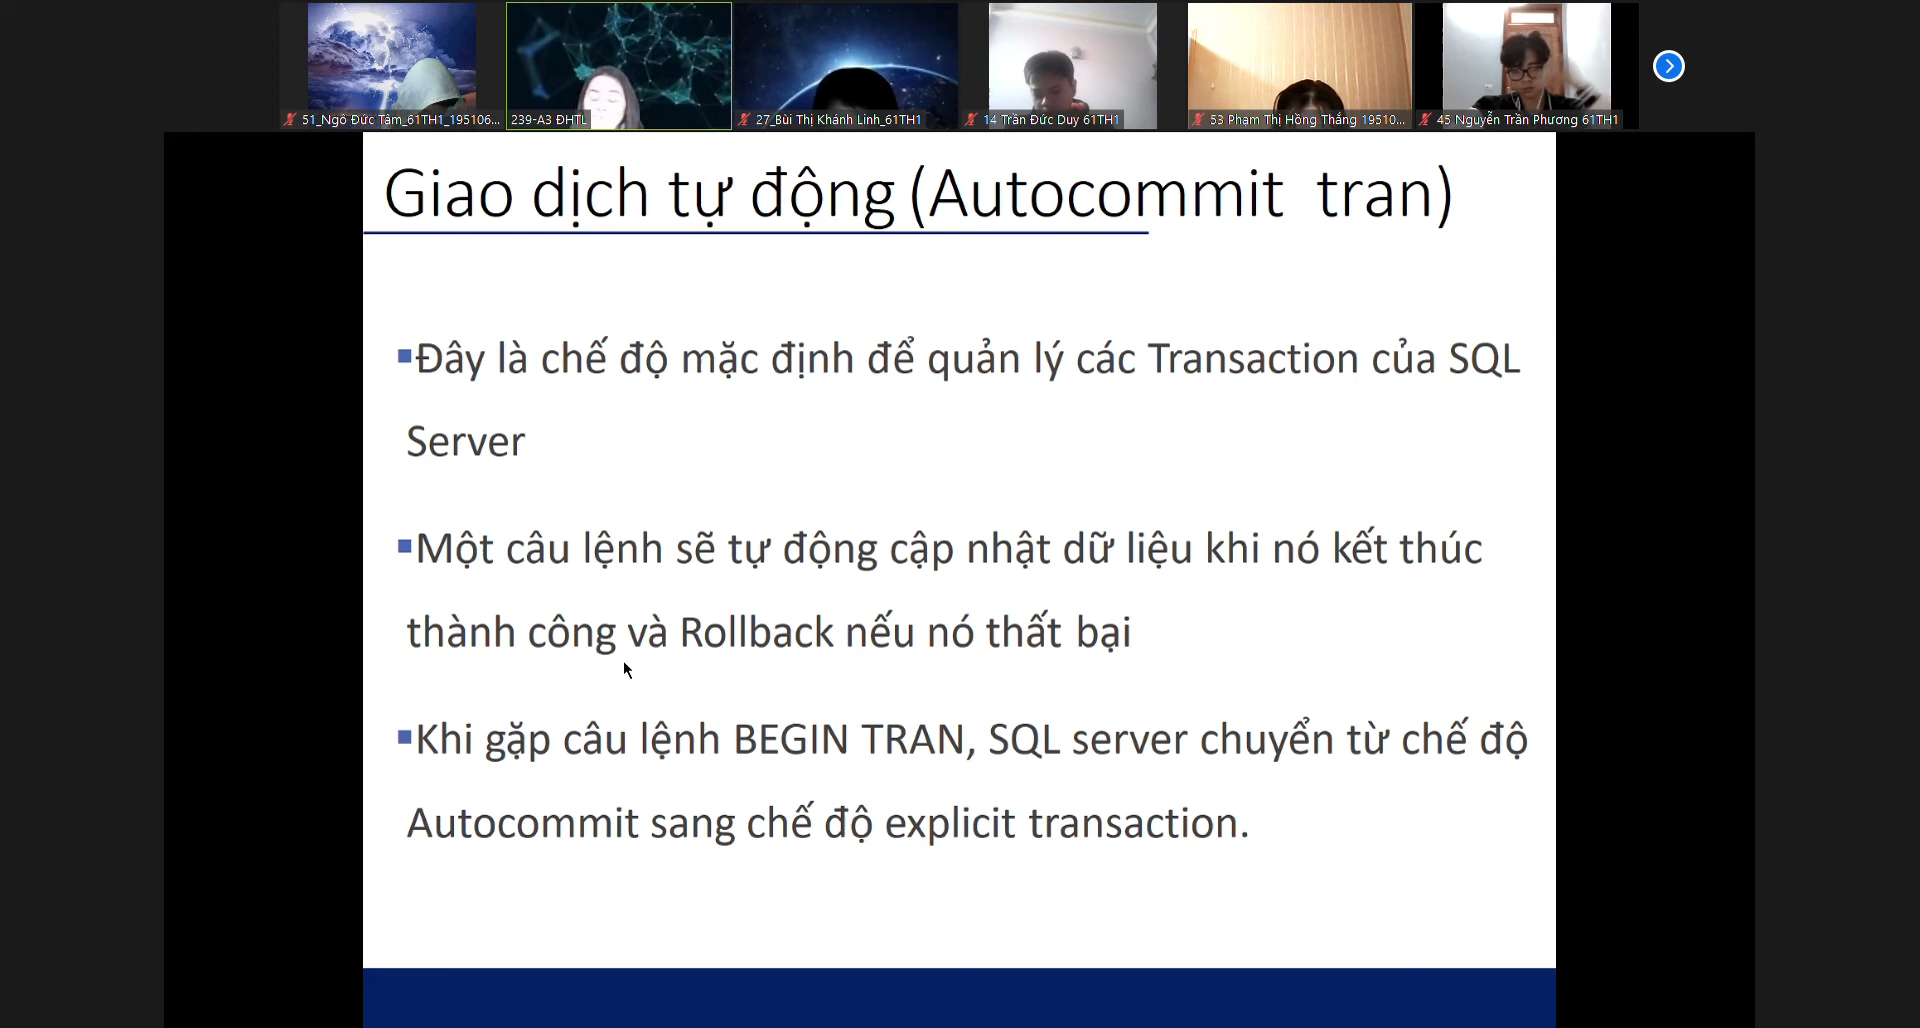 51_Ngô Đức Tâm_61TH1_195106...
239-A3 ĐHTL
27_Bùi Thị Khánh Linh_61TH1
14 Trần Đức Duy 61TH1
53 Phạm Thị Hồng Thắng 19510...
45 Nguyễn Trần Phương 61TH1
Giao dịch tự động (Autocommit tran)
▪Đây là chế độ mặc định để quản lý các Transaction của SQL
Server
▪Một câu lệnh sẽ tự động cập nhật dữ liệu khi nó kết thúc
thành công và Rollback nếu nó thất bại
▪Khi gặp câu lệnh BEGIN TRAN, SQL server chuyển từ chế độ
Autocommit sang chế độ explicit transaction.